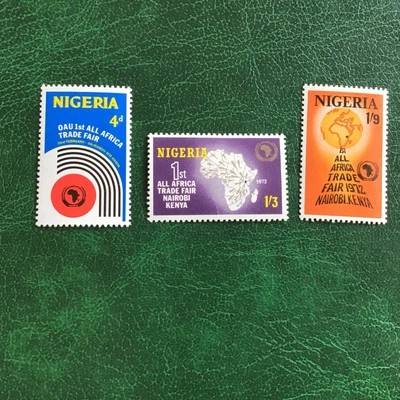 NIGERIA
4d
OAU 1st ALL AFRICA
TRADE FAIR
NIGERIA
1st
ALL AFRICA
TRADE FAIR
NAIROBI
KENYA
1972
1/3
NIGERIA
1/9
1st
ALL
AFRICA
TRADE
FAIR 1972
NAIROBI, KENYA